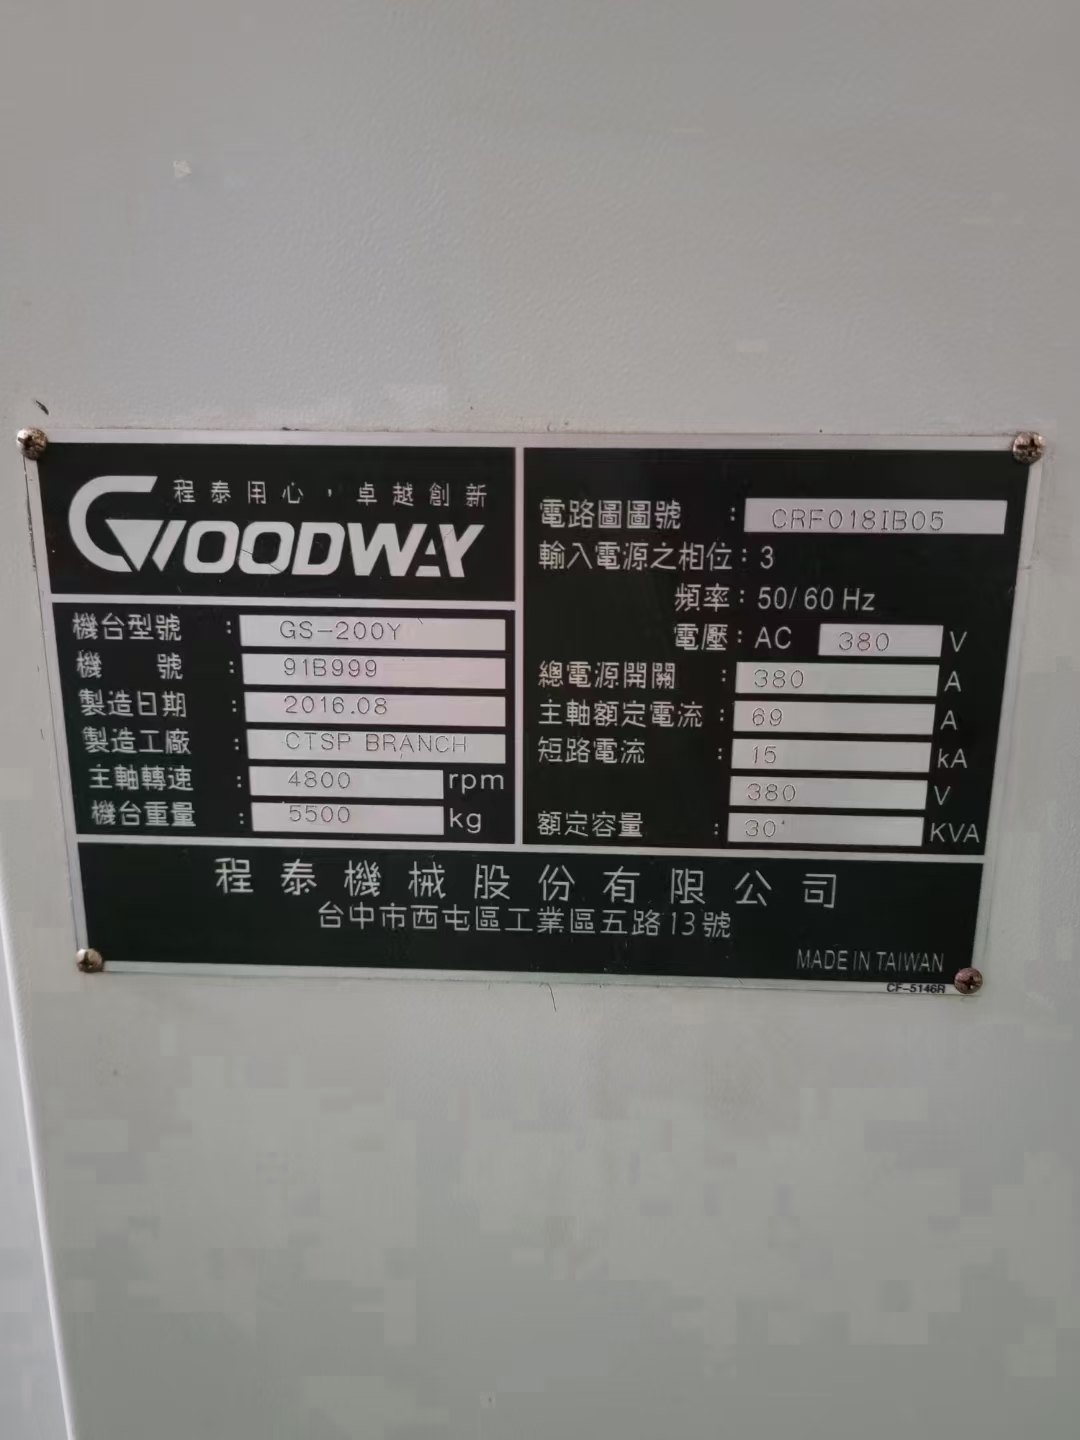 程泰用心，卓越創新
GOODWAY
機台型號 : GS-200Y
機號 : 91B999
製造日期 : 2016.08
製造工廠 : CTSP BRANCH
主軸轉速 : 4800 rpm
機台重量 : 5500 kg
電路圖圖號 : CRF018IB05
輸入電源之相位 : 3
頻率 : 50/60 Hz
電壓 : AC 380 V
總電源開關 : 380 A
主軸額定電流 : 69 A
短路電流 : 15 kA
380 V
額定容量 : 30 KVA
程泰機械股份有限公司
台中市西屯區工業區五路13號
MADE IN TAIWAN
CF-5146R